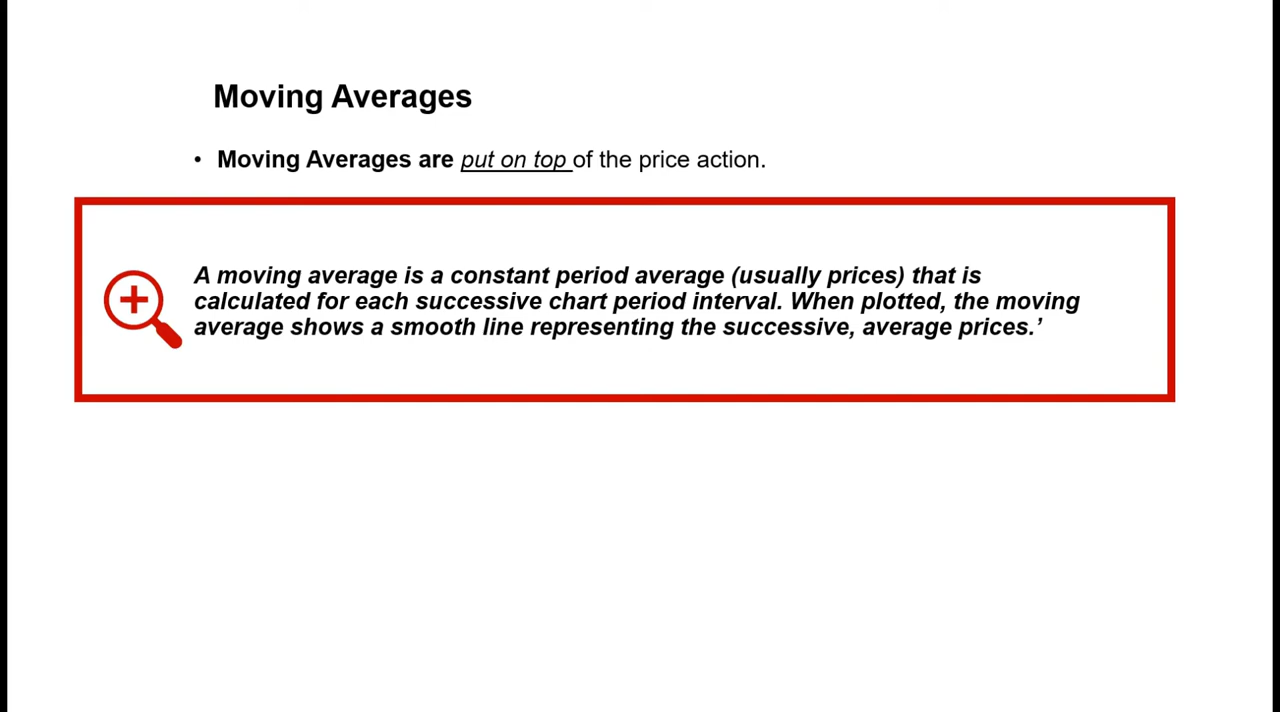 Moving Averages
• Moving Averages are put on top of the price action.
A moving average is a constant period average (usually prices) that is
calculated for each successive chart period interval. When plotted, the moving
average shows a smooth line representing the successive, average prices.’